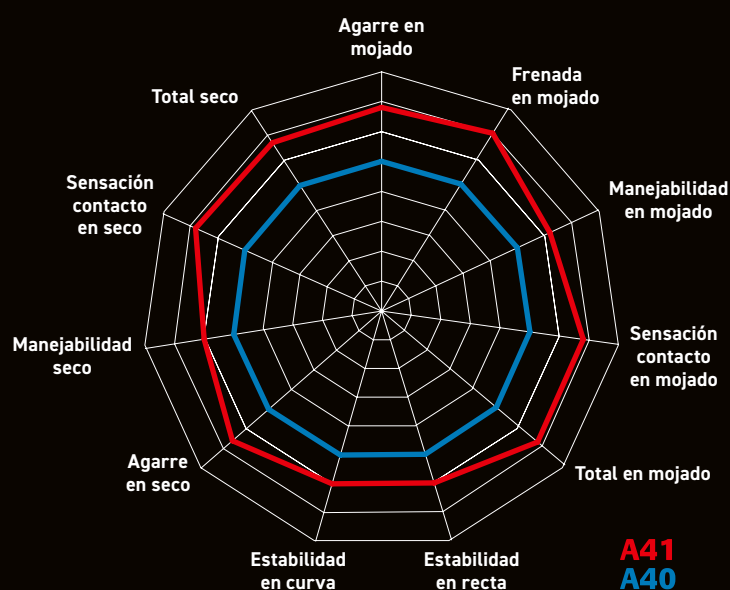 Agarre en
mojado
Frenada
en mojado
Total seco
Manejabilidad
en mojado
Sensación
contacto
en seco
Sensación
contacto
en mojado
Manejabilidad
seco
Total en mojado
Agarre
en seco
Estabilidad
en curva
Estabilidad
en recta
A41
A40